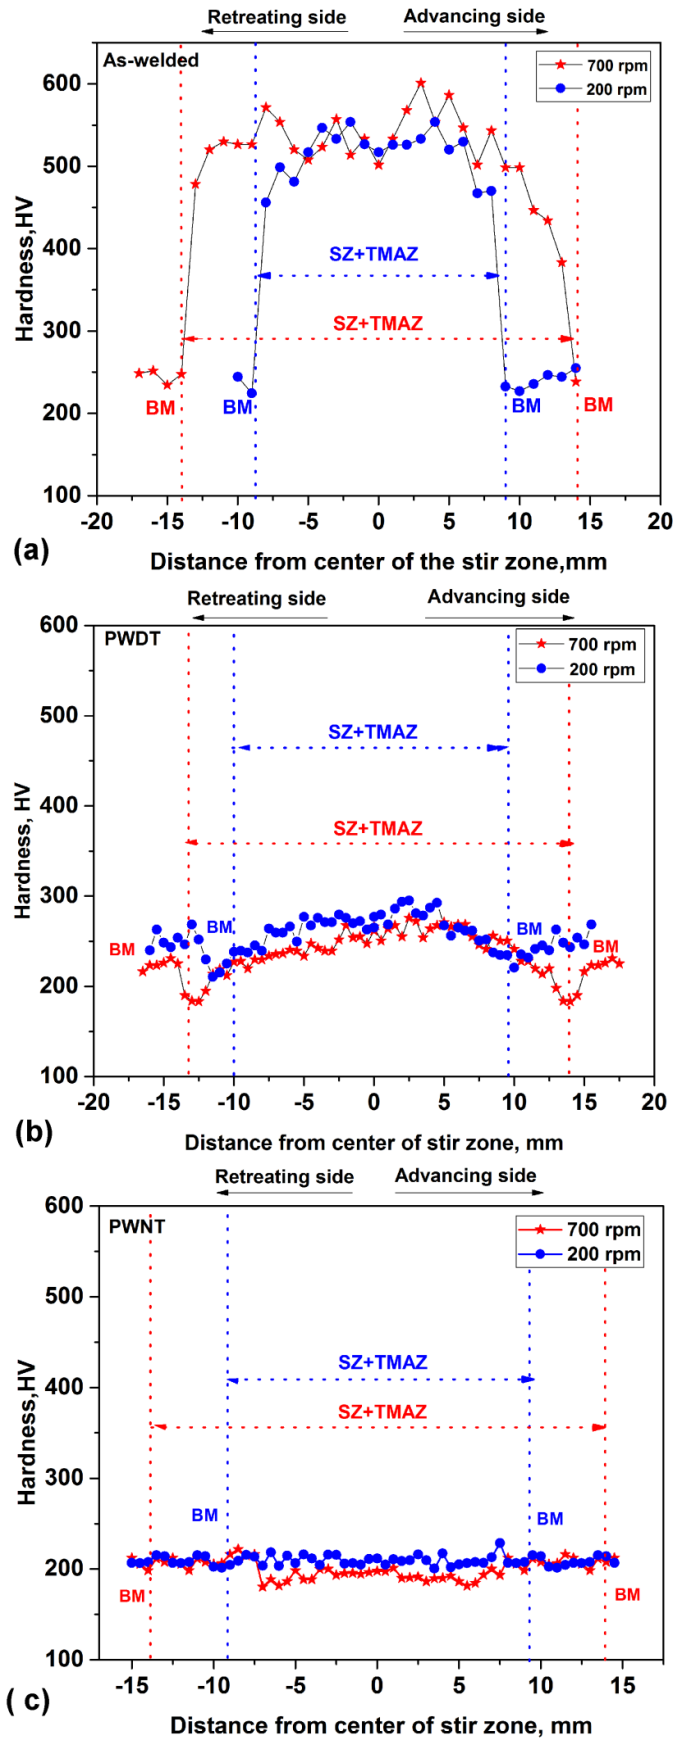 Retreating side
Advancing side
As-welded
700 rpm
200 rpm
600
500
400
300
200
100
Hardness,HV
SZ+TMAZ
SZ+TMAZ
BM
BM
BM
BM
-20
-15
-10
-5
0
5
10
15
20
(a)
Distance from center of the stir zone,mm
Retreating side
Advancing side
PWDT
700 rpm
200 rpm
600
500
400
300
200
100
Hardness, HV
SZ+TMAZ
SZ+TMAZ
BM
BM
BM
BM
-20
-15
-10
-5
0
5
10
15
20
(b)
Distance from center of stir zone, mm
Retreating side
Advancing side
PWNT
700 rpm
200 rpm
600
500
400
300
200
100
Hardness,HV
SZ+TMAZ
SZ+TMAZ
BM
BM
BM
BM
-15
-10
-5
0
5
10
15
( c)
Distance from center of stir zone, mm